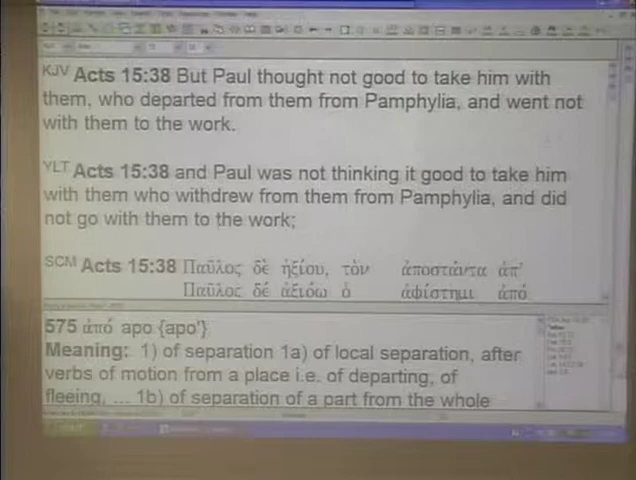 KJV Acts 15:38 But Paul thought not good to take him with
them, who departed from them from Pamphylia, and went not
with them to the work.
YLT Acts 15:38 and Paul was not thinking it good to take him
with them who withdrew from them from Pamphylia, and did
not go with them to the work;
SCM Acts 15:38 Παῦλος δὲ ἠξίου, τὸν ἀποστάντα ἀπ'
Παῦλος δέ ἀξιόω ὁ ἀφίστημι ἀπό
575 ἀπό apo {apo'}
Meaning: 1) of separation 1a) of local separation, after
verbs of motion from a place i.e. of departing, of
fleeing, ... 1b) of separation of a part from the whole